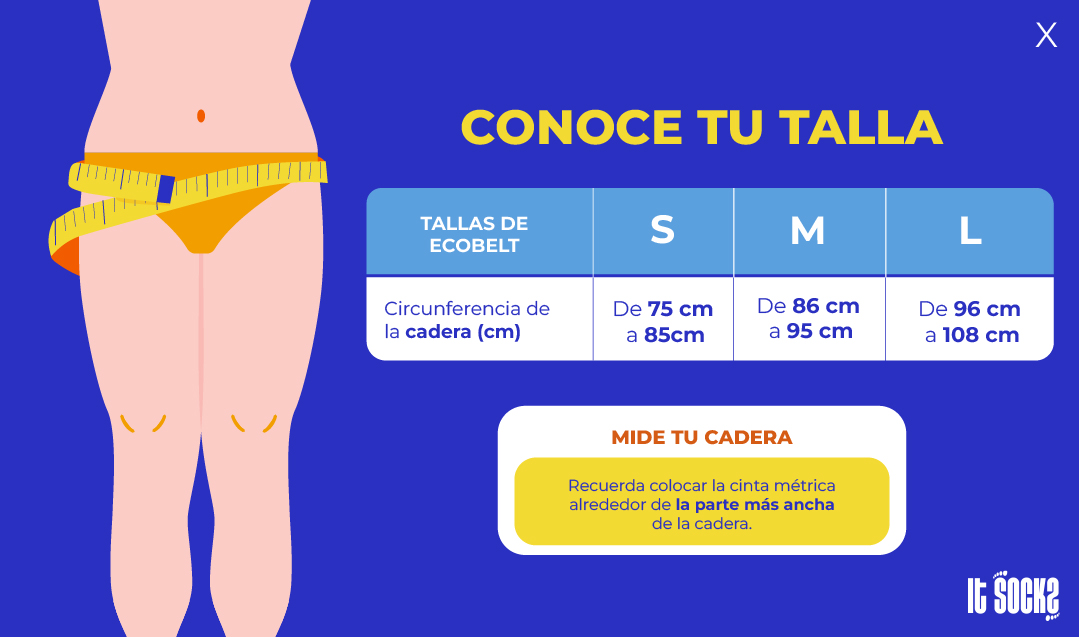 X
CONOCE TU TALLA
TALLAS DE
ECOBELT
S
M
L
Circunferencia de
la cadera (cm)
De 75 cm
a 85cm
De 86 cm
a 95 cm
De 96 cm
a 108 cm
MIDE TU CADERA
Recuerda colocar la cinta métrica
alrededor de la parte más ancha
de la cadera.
It SOCKS